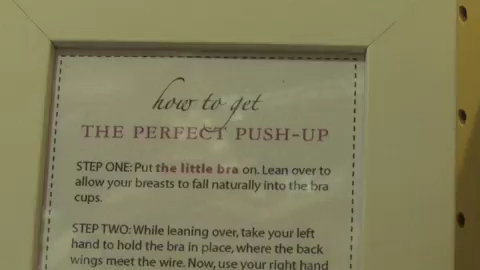 how to get
THE PERFECT PUSH-UP
STEP ONE: Put the little bra on. Lean over to
allow your breasts to fall naturally into the bra
cups.
STEP TWO: While leaning over, take your left
hand to hold the bra in place, where the back
wings meet the wire. Now, use your right hand